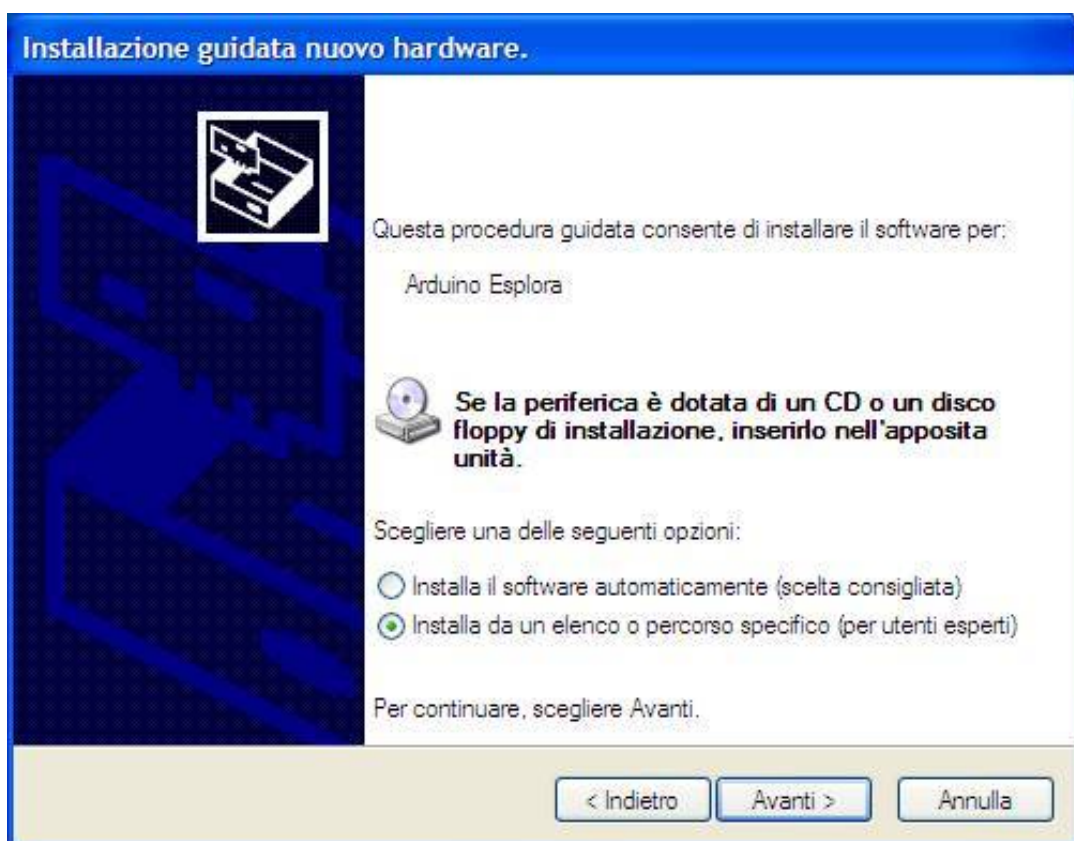 Installazione guidata nuovo hardware.
Questa procedura guidata consente di installare il software per:
Arduino Esplora
Se la periferica è dotata di un CD o un disco
floppy di installazione, inserirlo nell'apposita
unità.
Scegliere una delle seguenti opzioni:
Installa il software automaticamente (scelta consigliata)
Installa da un elenco o percorso specifico (per utenti esperti)
Per continuare, scegliere Avanti.
< Indietro
Avanti >
Annulla